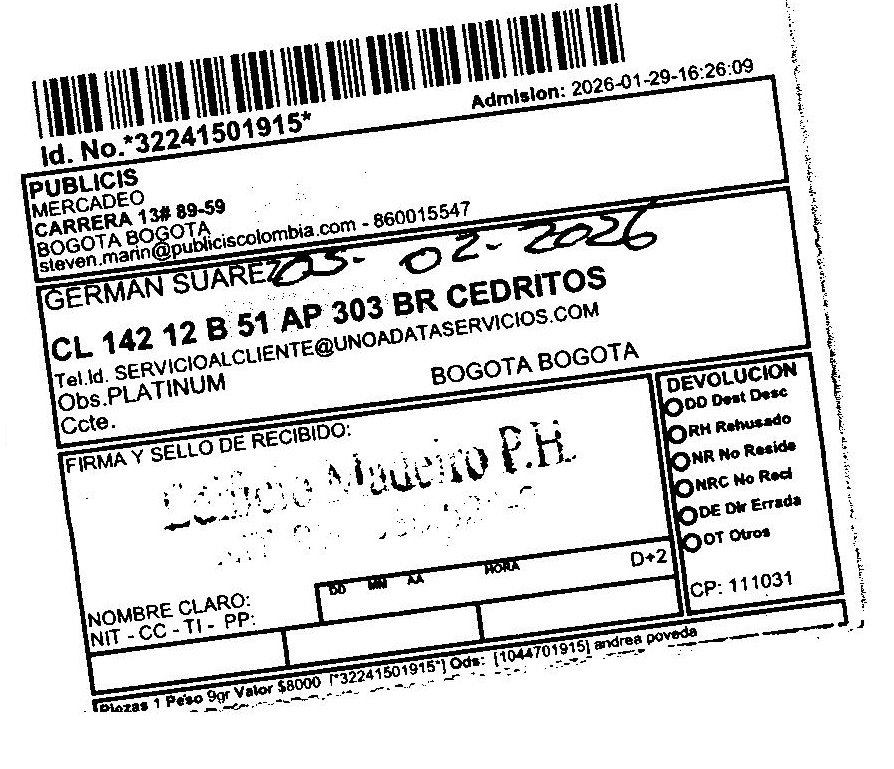 Id. No.*32241501915*
Admision: 2026-01-29-16:26:09
PUBLICIS
MERCADEO
CARRERA 13# 89-59
BOGOTA BOGOTA
steven.marin@publiciscolombia.com - 860015547
GERMAN SUAREZ 03- 02-2026
CL 142 12 B 51 AP 303 BR CEDRITOS
Tel.Id. SERVICIOALCLIENTE@UNOADATASERVICIOS.COM
Obs.PLATINUM
BOGOTA BOGOTA
Ccte.
FIRMA Y SELLO DE RECIBIDO:
Edificio Madeiro P.H.
DEVOLUCION
DD Dest Desc
RH Rehusado
NR No Reside
NRC No Recl
DE Dir Errada
OT Otros
CP: 111031
NOMBRE CLARO:
NIT - CC - TI - PP:
DD MM AA HORA D+2
Piezas 1 Peso 9gr Valor $8000 [*32241501915*] Ods: [1044701915] andrea poveda